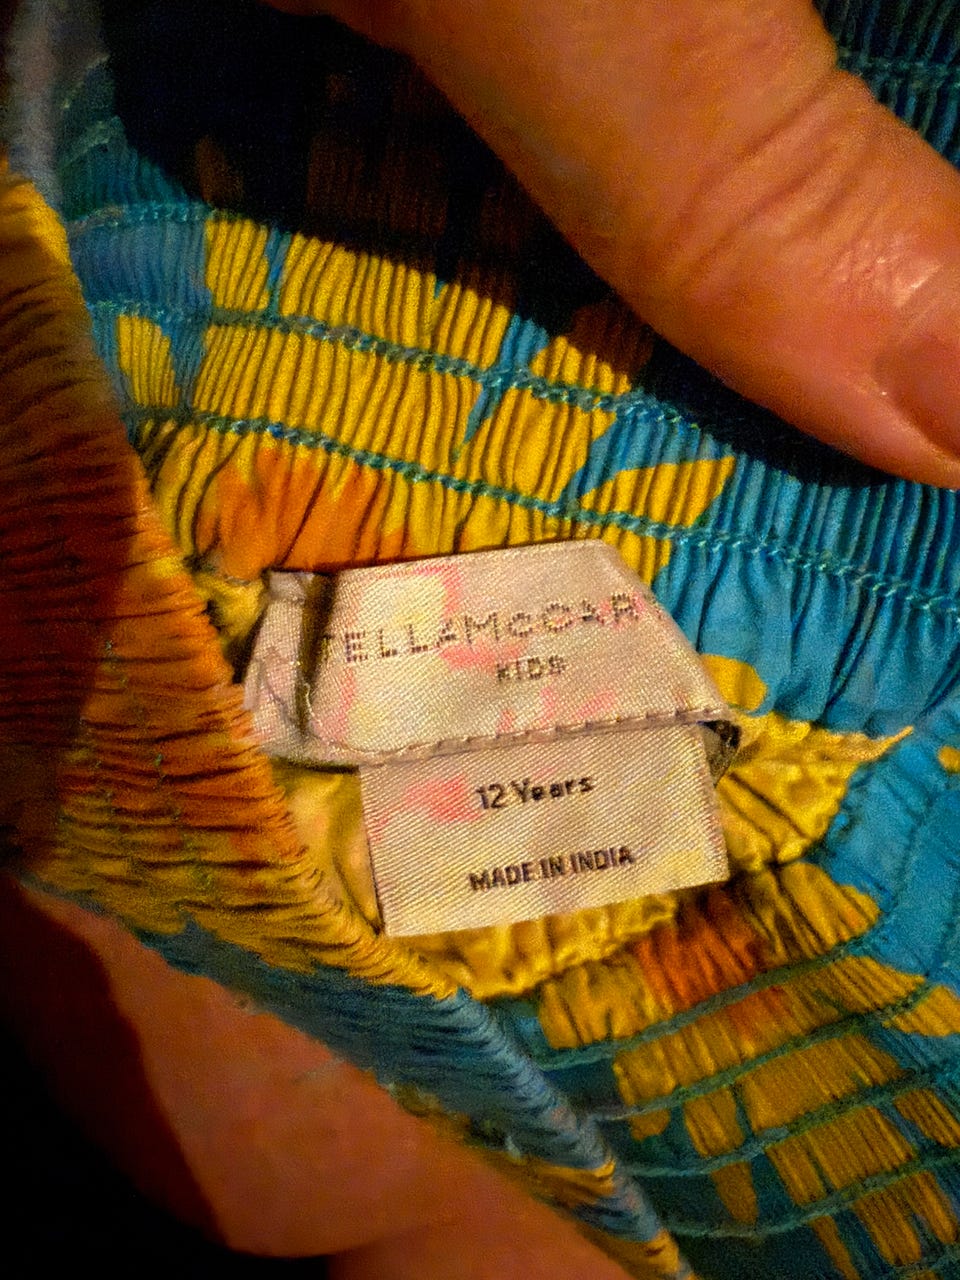 TELLAMCCAR
KIDS
12 Years
MADE IN INDIA